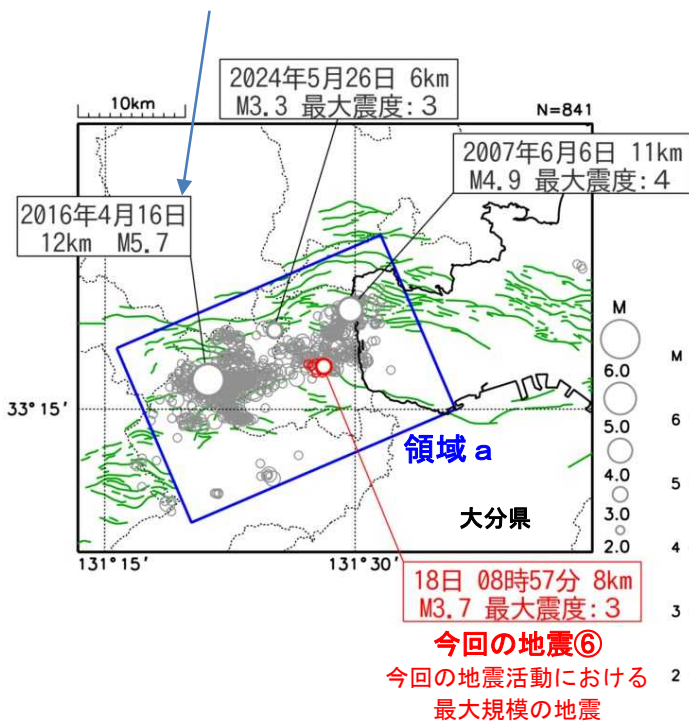 2024年5月26日 6km
M3.3 最大震度:3
10km
N=841
2007年6月6日 11km
M4.9 最大震度:4
2016年4月16日
12km M5.7
M
6.0
5.0
4.0
3.0
2.0
M
6
5
4
3
2
33°15′
領域a
大分県
131°15′
131°30′
18日 08時57分 8km
M3.7 最大震度:3
今回の地震⑥
今回の地震活動における
最大規模の地震